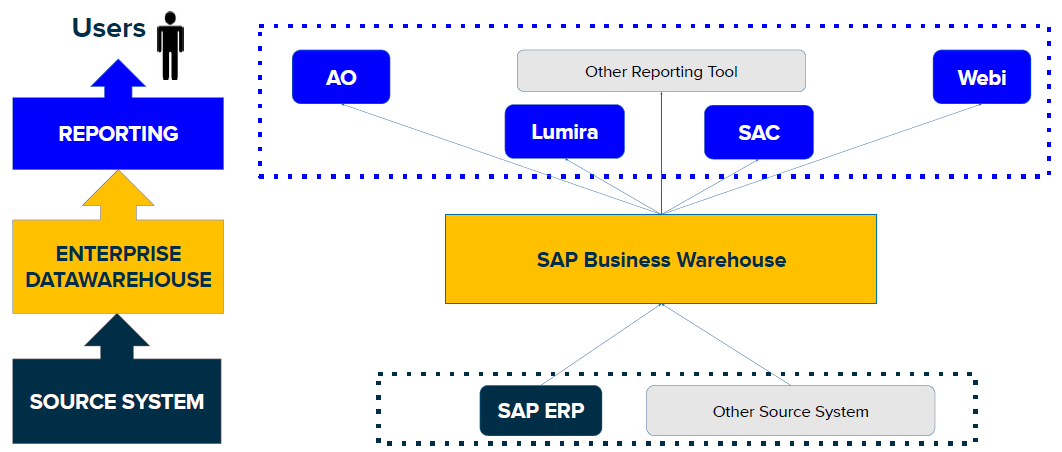 Users
REPORTING
ENTERPRISE
DATAWAREHOUSE
SOURCE SYSTEM
AO
Other Reporting Tool
Webi
Lumira
SAC
SAP Business Warehouse
SAP ERP
Other Source System